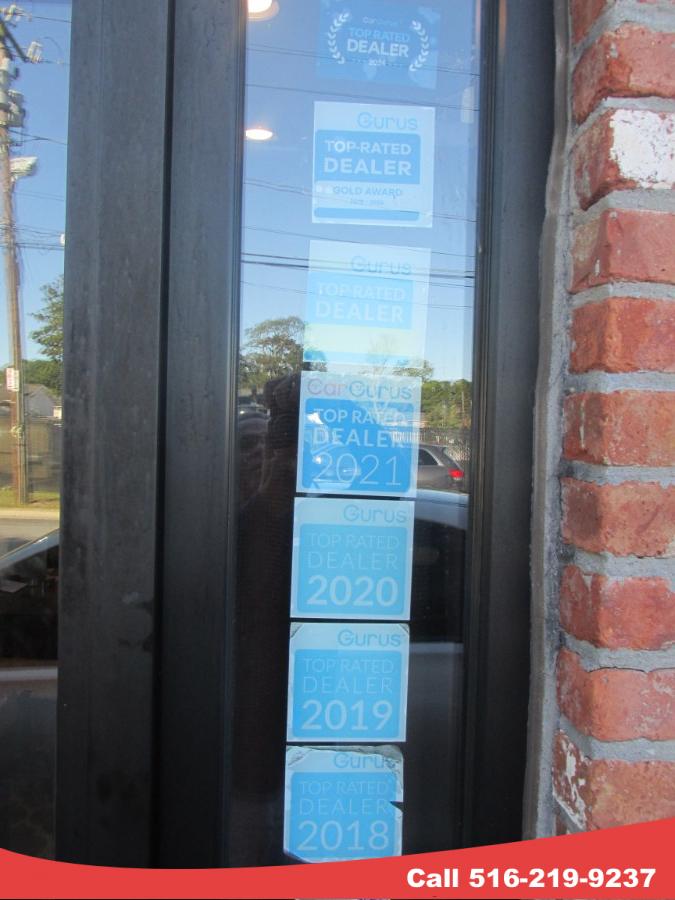 CarGurus
TOP RATED
DEALER
2024
Gurus
TOP-RATED
DEALER
GOLD AWARD
Gurus
TOP RATED
DEALER
CarGurus
TOP RATED
DEALER
2021
Gurus
TOP RATED
DEALER
2020
Gurus
TOP RATED
DEALER
2019
Gurus
TOP RATED
DEALER
2018
Call 516-219-9237